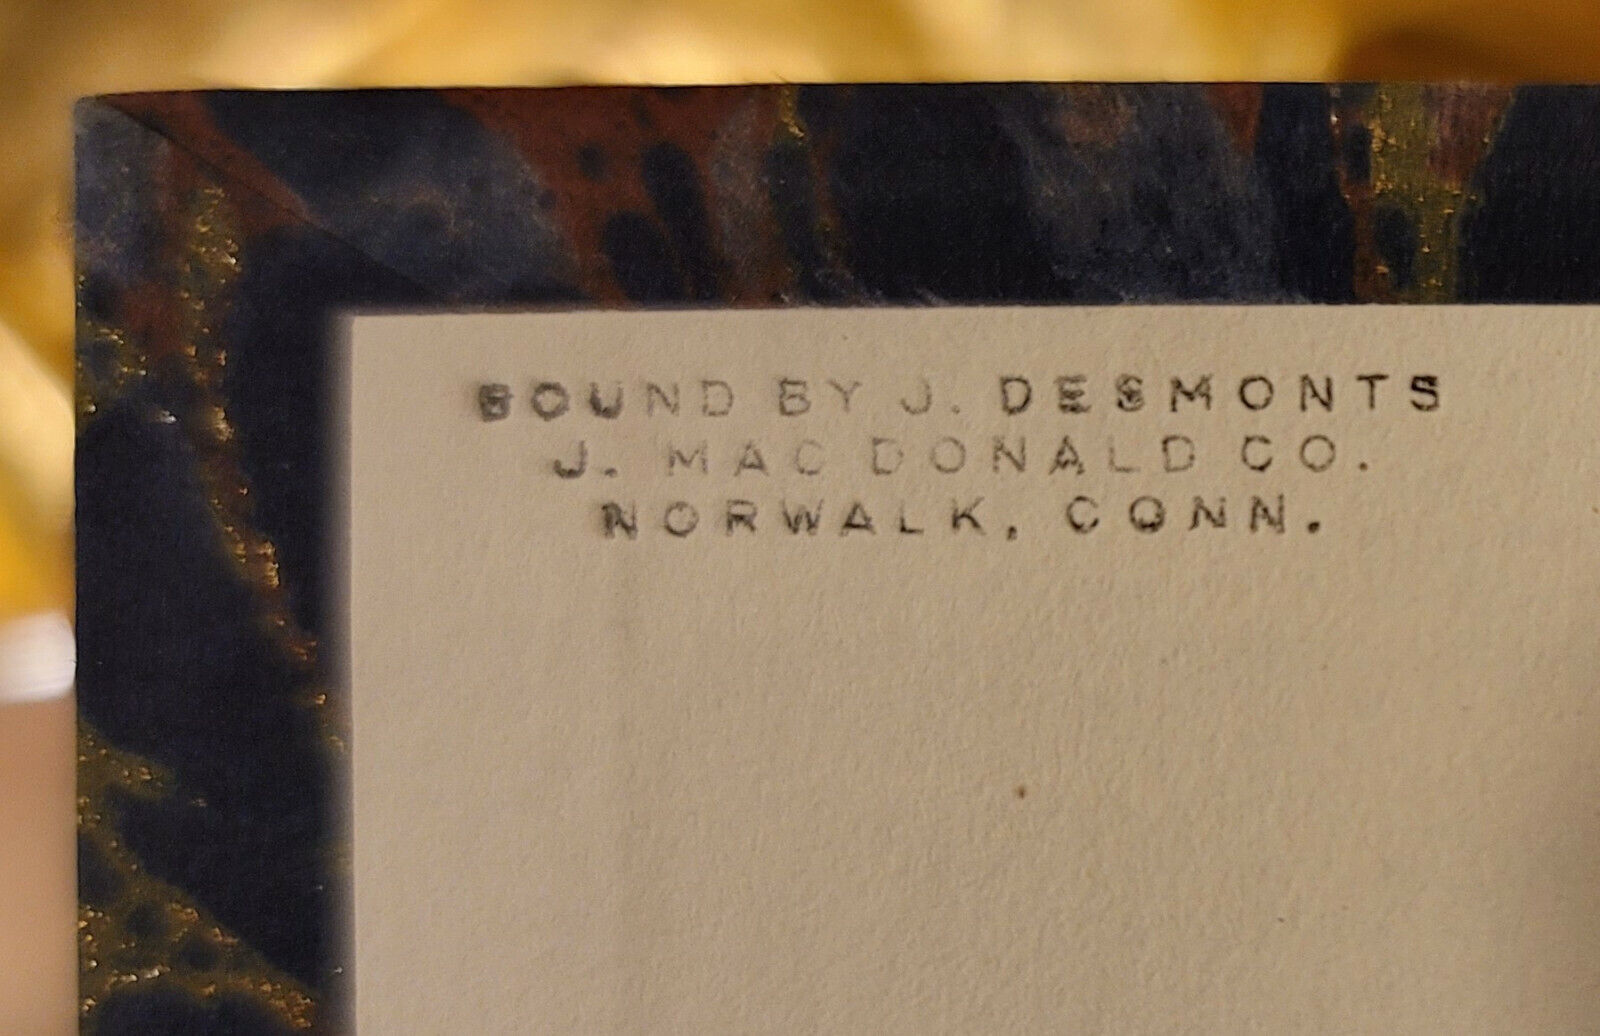 BOUND BY J. DESMONTS
J. MAC DONALD CO.
NORWALK, CONN.